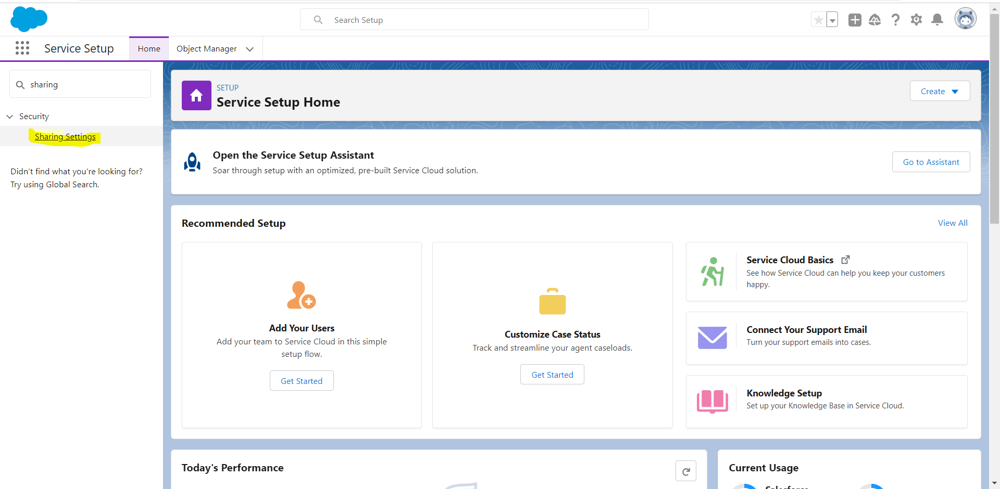 Search Setup
Service Setup
Home
Object Manager
sharing
Security
Sharing Settings
Didn't find what you're looking for?
Try using Global Search.
SETUP
Service Setup Home
Create
Open the Service Setup Assistant
Soar through setup with an optimized, pre-built Service Cloud solution.
Go to Assistant
Recommended Setup
View All
Add Your Users
Add your team to Service Cloud in this simple
setup flow.
Get Started
Customize Case Status
Track and streamline your agent caseloads.
Get Started
Service Cloud Basics
See how Service Cloud can help you keep your customers
happy.
Connect Your Support Email
Turn your support emails into cases.
Knowledge Setup
Set up your Knowledge Base in Service Cloud.
Today's Performance
Current Usage
Salesforce